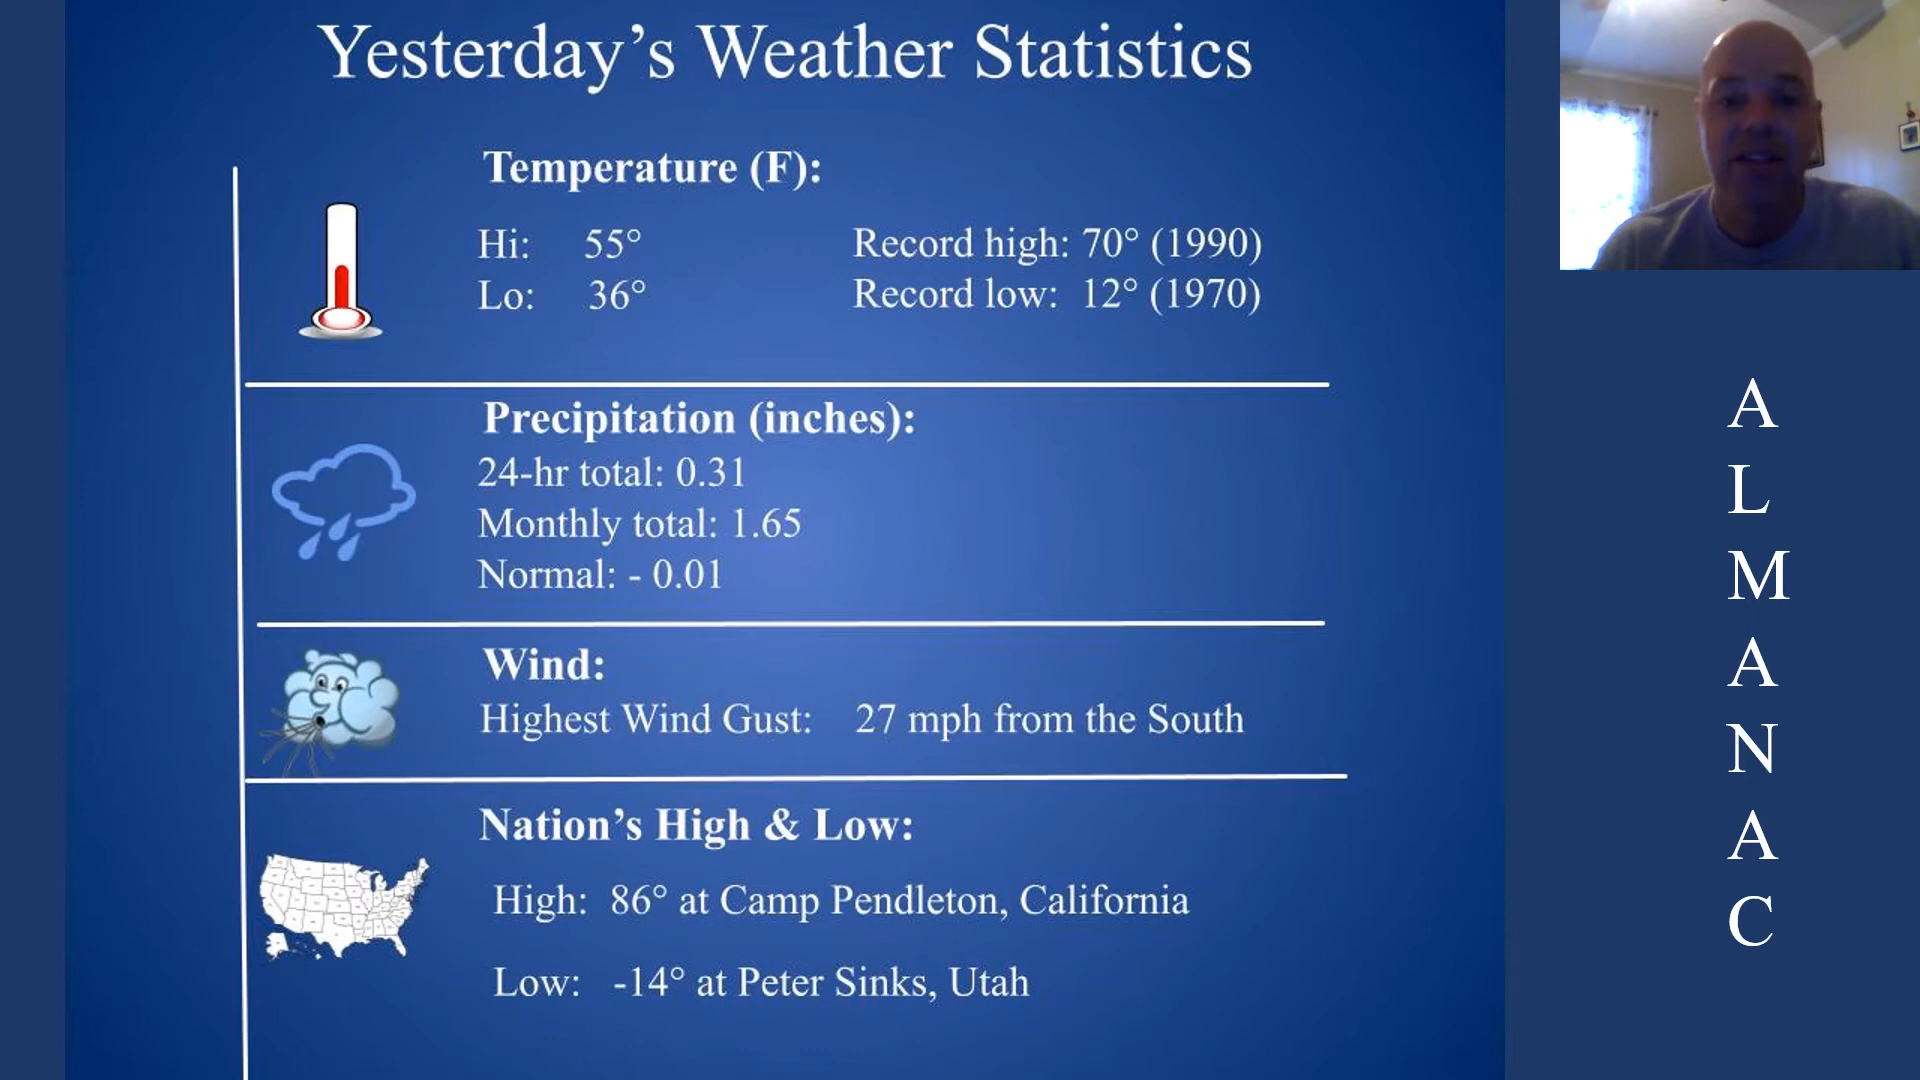 Yesterday’s Weather Statistics
Temperature (F):
Hi: 55° Record high: 70° (1990)
Lo: 36° Record low: 12° (1970)
Precipitation (inches):
24-hr total: 0.31
Monthly total: 1.65
Normal: - 0.01
Wind:
Highest Wind Gust: 27 mph from the South
Nation’s High & Low:
High: 86° at Camp Pendleton, California
Low: -14° at Peter Sinks, Utah
A
L
M
A
N
A
C